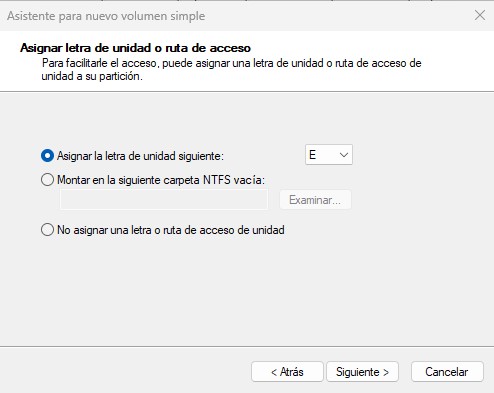 Asistente para nuevo volumen simple
Asignar letra de unidad o ruta de acceso
Para facilitarle el acceso, puede asignar una letra de unidad o ruta de acceso de
unidad a su partición.
Asignar la letra de unidad siguiente:
E
Montar en la siguiente carpeta NTFS vacía:
Examinar...
No asignar una letra o ruta de acceso de unidad
< Atrás
Siguiente >
Cancelar